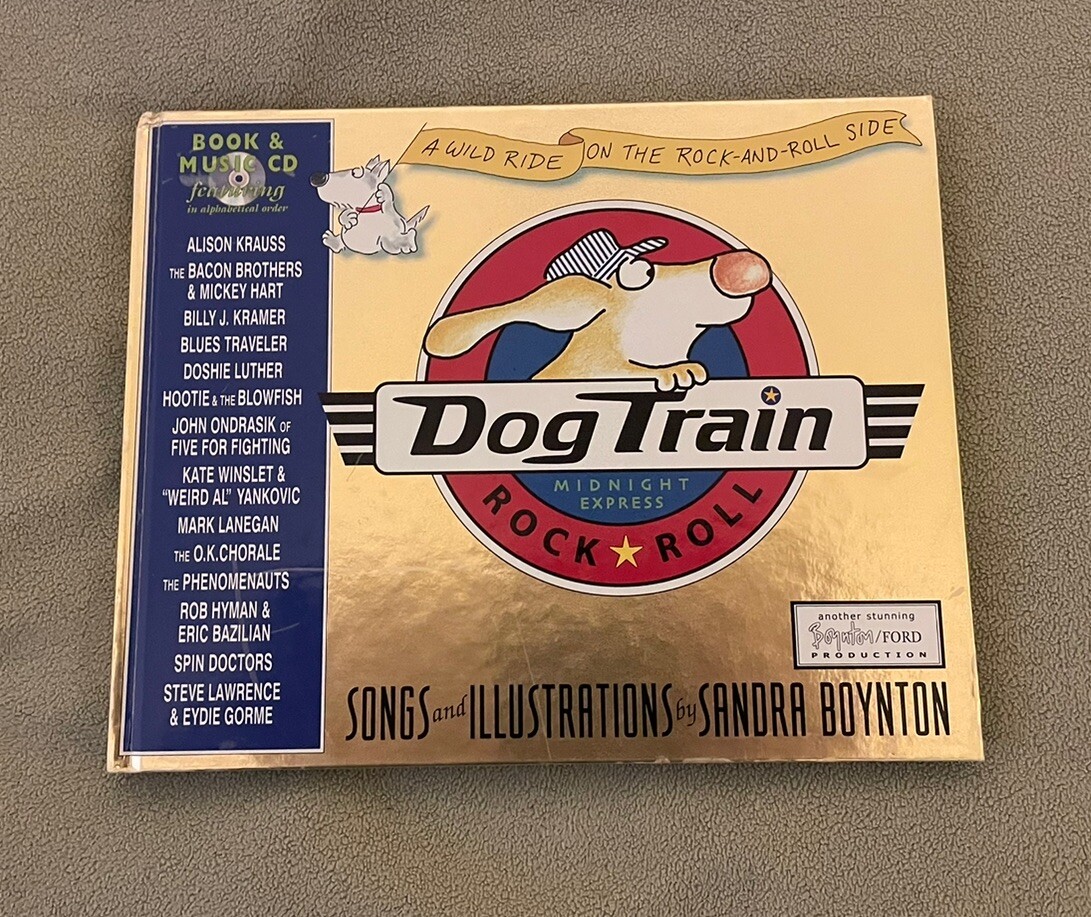 BOOK &
MUSIC CD
featuring
in alphabetical order
ALISON KRAUSS
THE BACON BROTHERS
& MICKEY HART
BILLY J. KRAMER
BLUES TRAVELER
DOSHIE LUTHER
HOOTIE & THE BLOWFISH
JOHN ONDRASIK OF
FIVE FOR FIGHTING
KATE WINSLET &
"WEIRD AL" YANKOVIC
MARK LANEGAN
THE O.K.CHORALE
THE PHENOMENAUTS
ROB HYMAN &
ERIC BAZILIAN
SPIN DOCTORS
STEVE LAWRENCE
& EYDIE GORME
A WILD RIDE ON THE ROCK-AND-ROLL SIDE
Dog Train
MIDNIGHT
EXPRESS
ROCK ROLL
another stunning
Boynton/FORD
PRODUCTION
SONGS and ILLUSTRATIONS by SANDRA BOYNTON